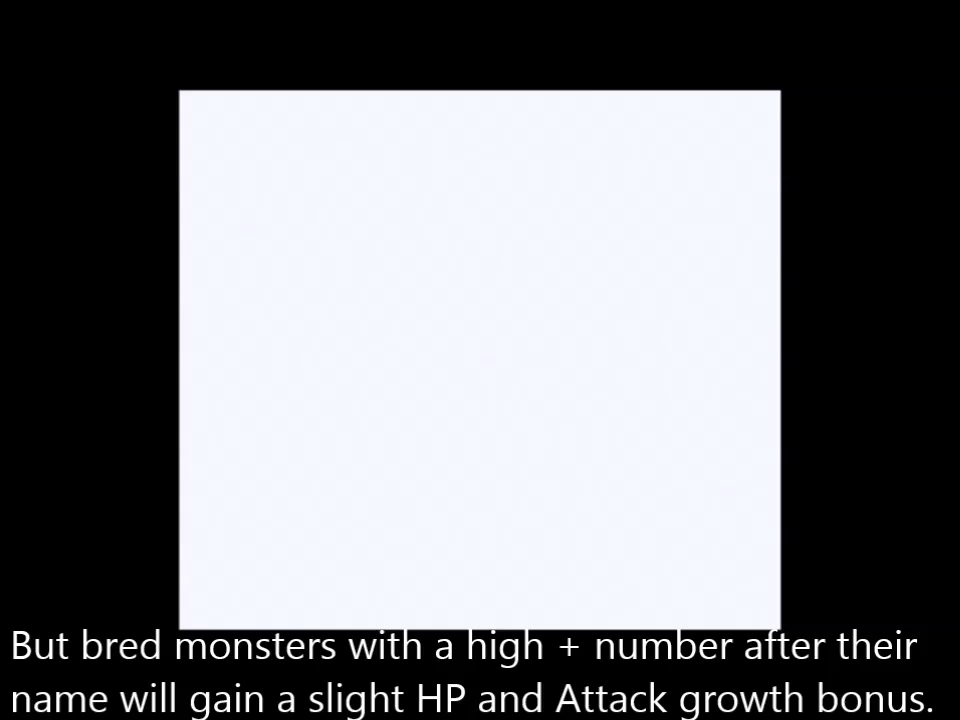 But bred monsters with a high + number after their
name will gain a slight HP and Attack growth bonus.